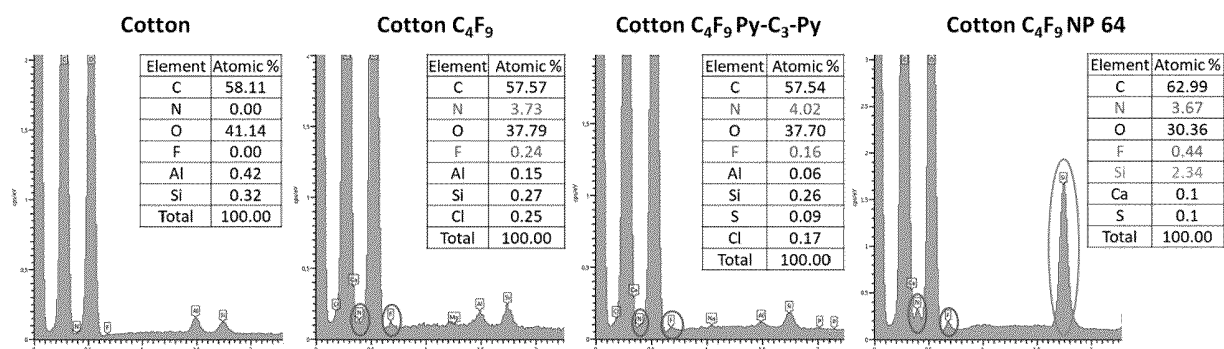 Cotton
Cotton C₄F₉
Cotton C₄F₉ Py-C₃-Py
Cotton C₄F₉ NP 64
Element Atomic %
C 58.11
N 0.00
O 41.14
F 0.00
Al 0.42
Si 0.32
Total 100.00
Element Atomic %
C 57.57
N 3.73
O 37.79
F 0.24
Al 0.15
Si 0.27
Cl 0.25
Total 100.00
Element Atomic %
C 57.54
N 4.02
O 37.70
F 0.16
Al 0.06
Si 0.26
S 0.09
Cl 0.17
Total 100.00
Element Atomic %
C 62.99
N 3.67
O 30.36
F 0.44
Si 2.34
Ca 0.1
S 0.1
Total 100.00